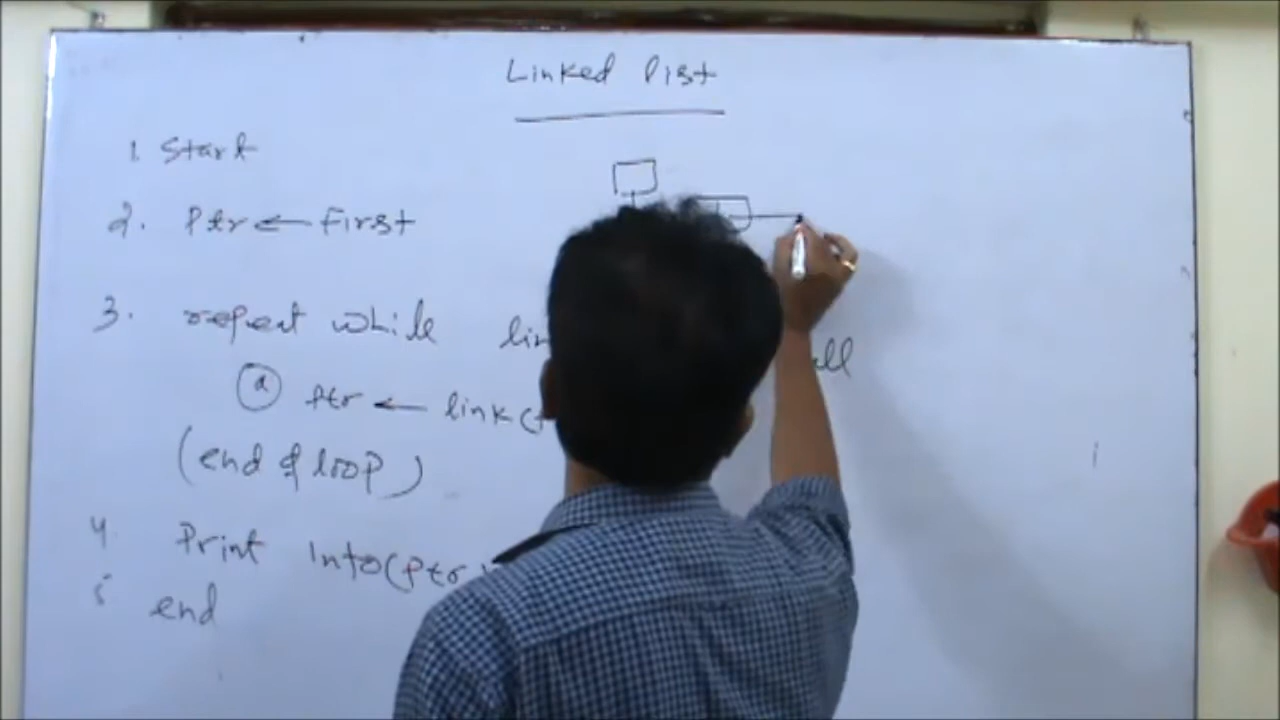 Linked list
1. Start
2. Ptr ← First
3. repeat while
(a) ptr ← link(
(end of loop)
4. Print Info(Ptr
end